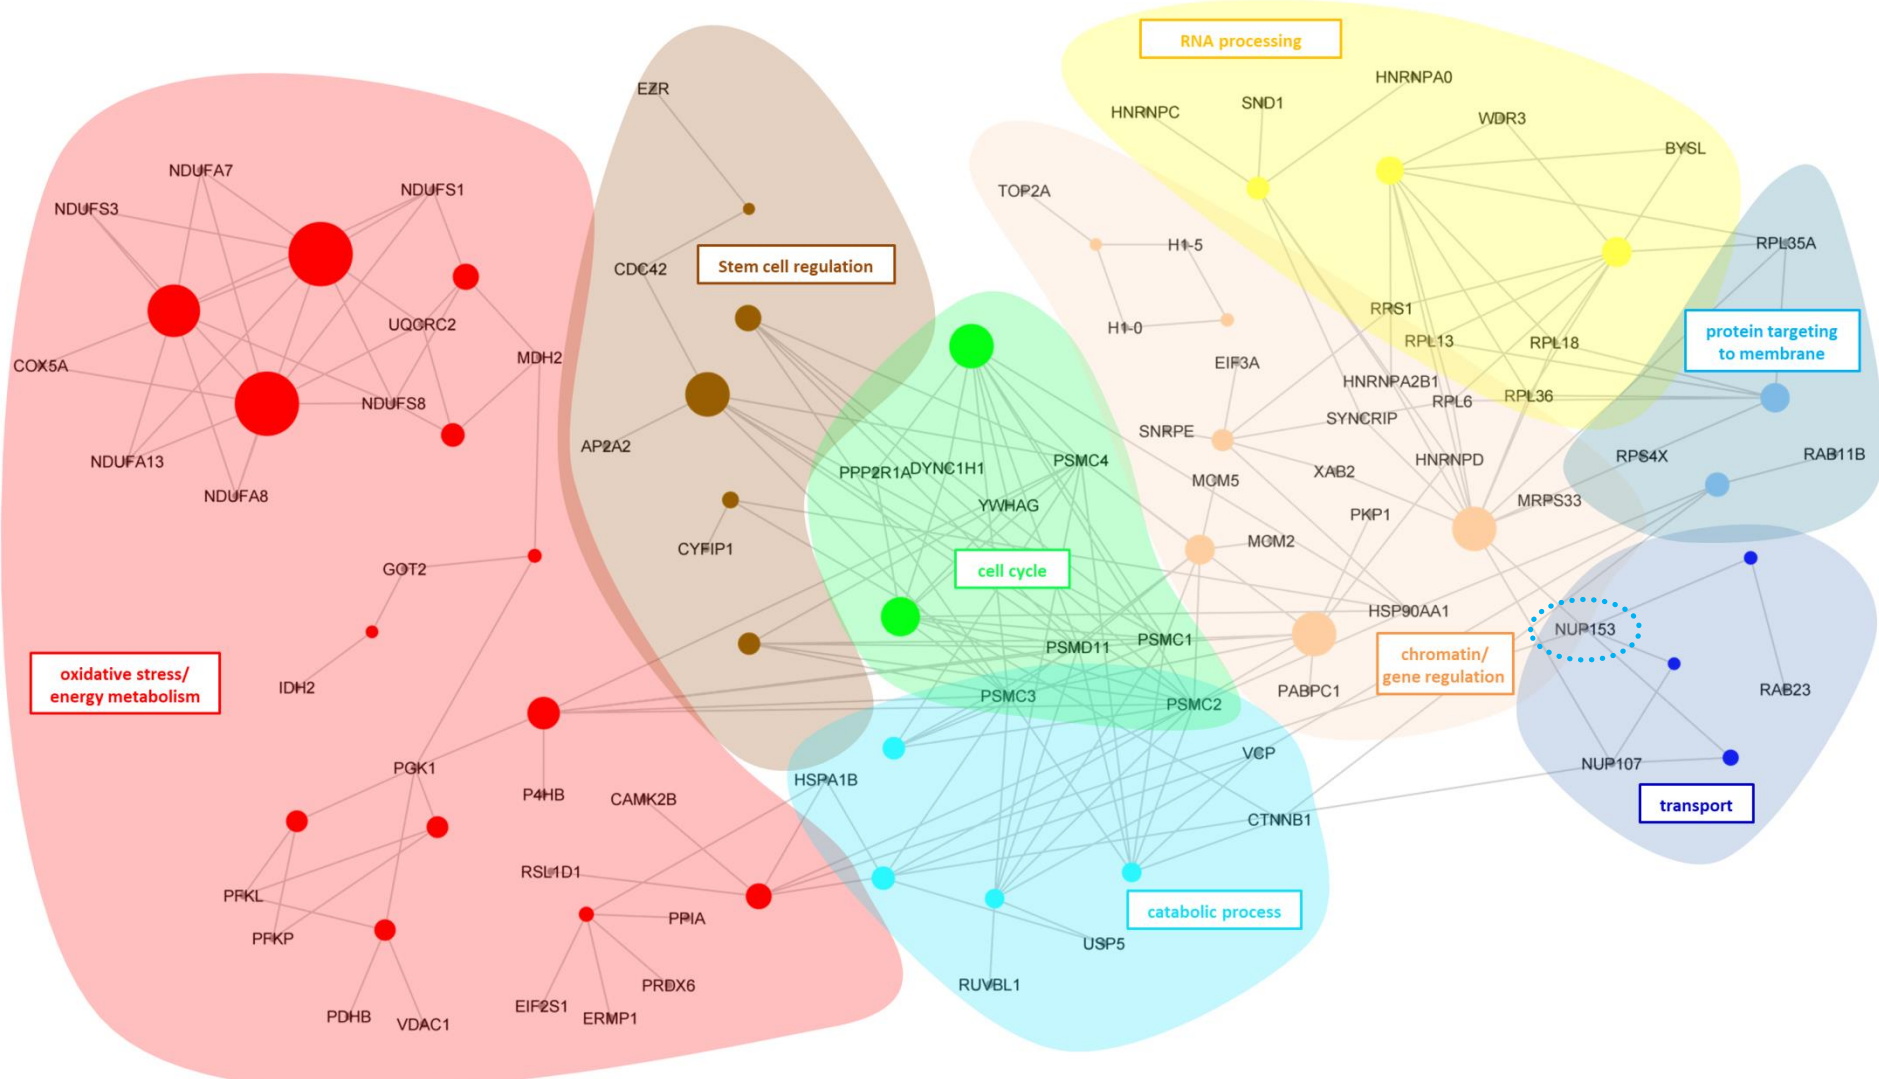 RNA processing
HNRNPA0
EZR
SND1
HNRNPC
WDR3
BYSL
NDUFA7
NDUFS1
TOP2A
NDUFS3
RPL35A
H1-5
CDC42
Stem cell regulation
RRS1
UQCRC2
H1-0
protein targeting
to membrane
RPL13
RPL18
MDH2
EIF3A
COX5A
HNRNPA2B1
NDUFS8
RPL6
RPL36
SYNCRIP
SNRPE
AP2A2
RAB11B
RPS4X
NDUFA13
PSMC4
HNRNPD
DYNC1H1
PPP2R1A
XAB2
MCM5
NDUFA8
MRPS33
YWHAG
PKP1
MCM2
CYFIP1
GOT2
cell cycle
HSP90AA1
NUP153
PSMC1
PSMD11
chromatin/
gene regulation
oxidative stress/
energy metabolism
IDH2
PABPC1
RAB23
PSMC3
PSMC2
VCP
NUP107
PGK1
HSPA1B
P4HB
CAMK2B
transport
CTNNB1
RSL1D1
PFKL
catabolic process
PPIA
PFKP
USP5
RUVBL1
PRDX6
EIF2S1
PDHB
ERMP1
VDAC1